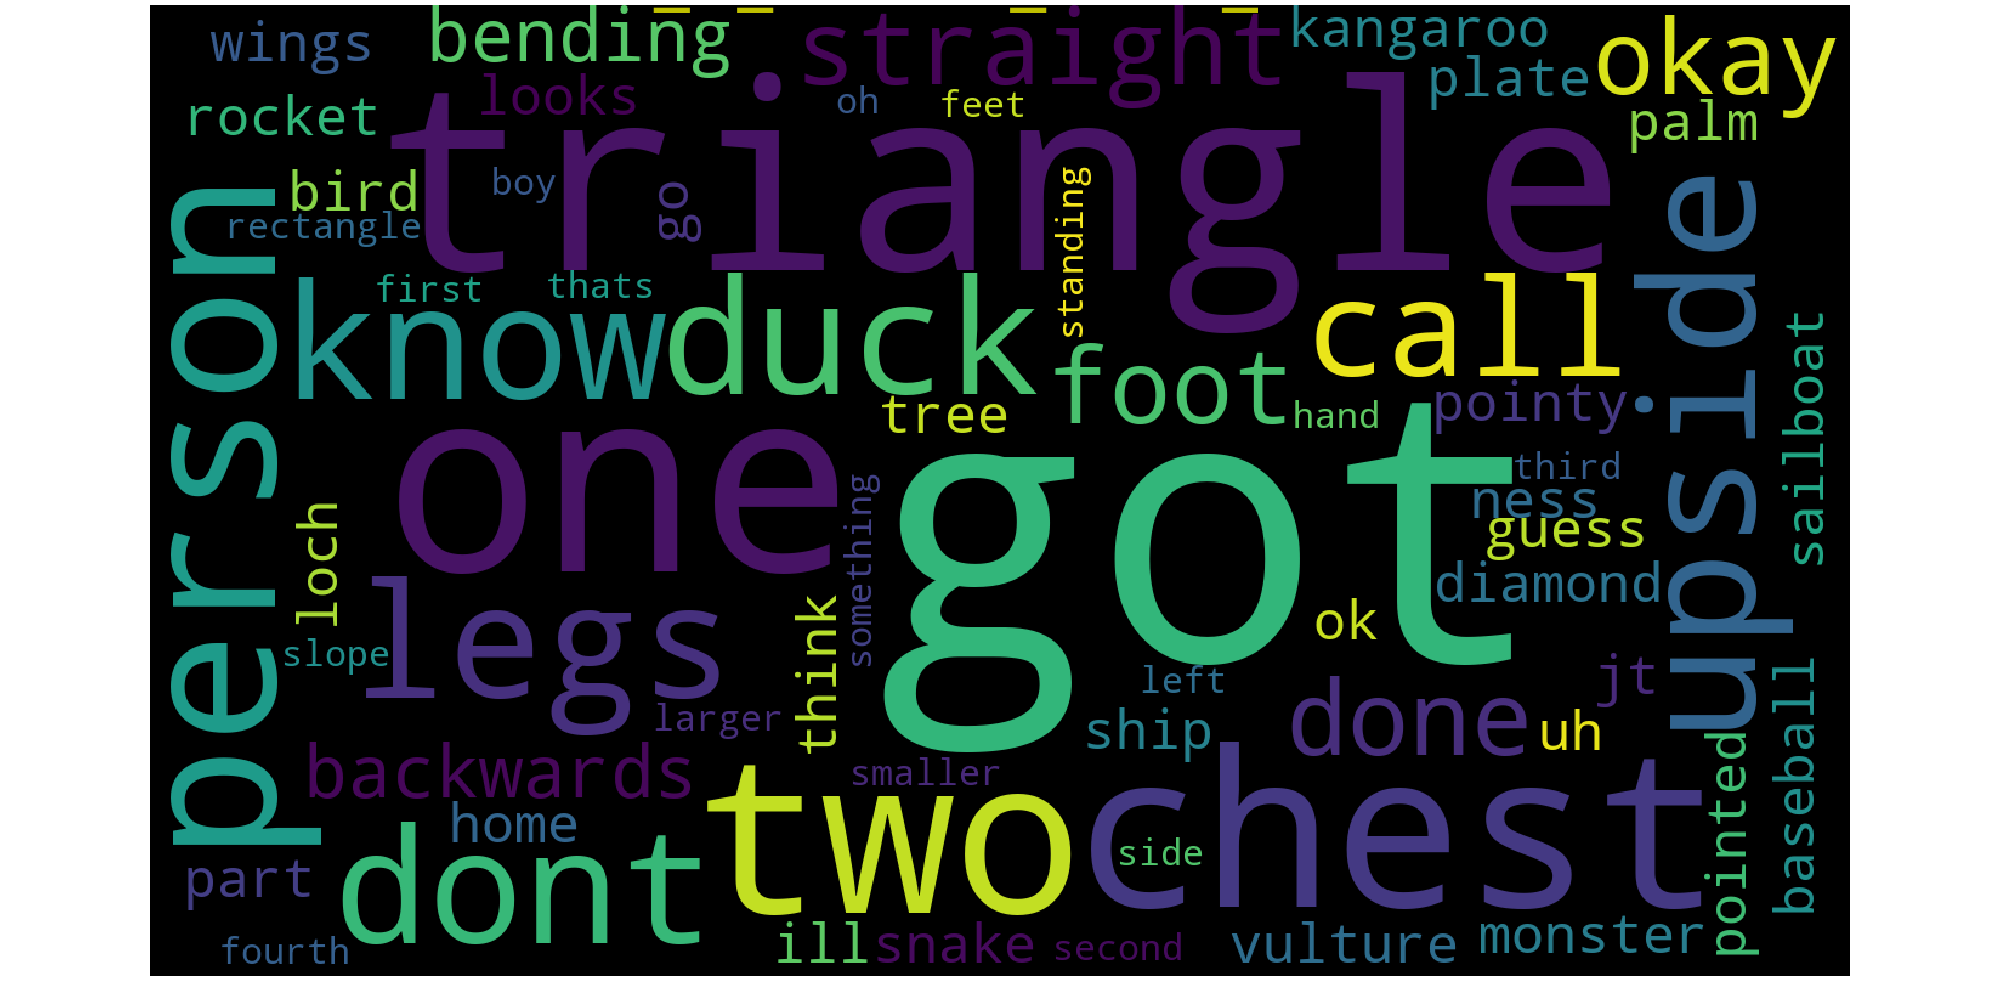 wings
bending
straight
kangaroo
okay
plate
looks
rocket
oh
feet
palm
triangle
bird
boy
go
standing
rectangle
person
upside
first
thats
know
duck
call
foot
sailboat
tree
hand
pointy
one
got
third
ness
something
loch
guess
diamond
legs
think
ok
slope
left
jt
larger
ship
done
uh
baseball
pointed
backwards
smaller
home
two
chest
dont
side
part
fourth
ill
snake
second
vulture
monster